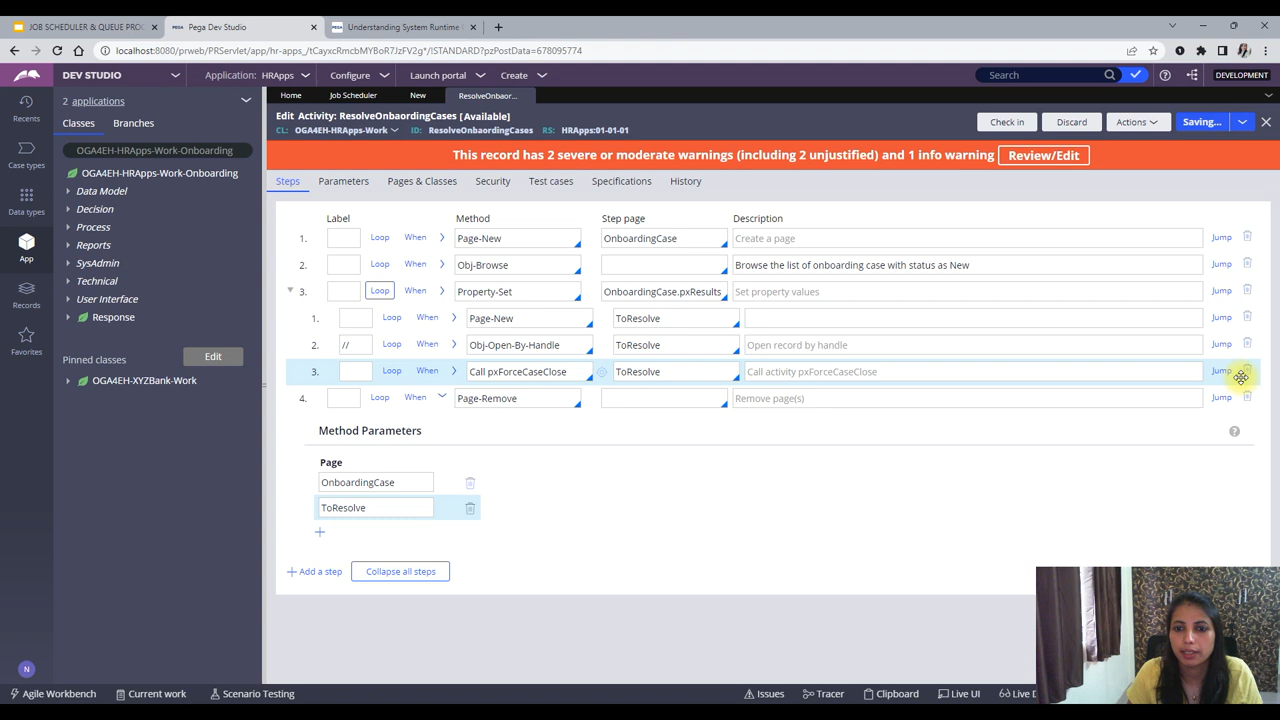 JOB SCHEDULER & QUEUE PROC
PEGA Pega Dev Studio
PEGA Understanding System Runtime
localhost:8080/prweb/PRServlet/app/hr-apps_/tCayxcRmcbMYBoR7JzFV2g*/!STANDARD?pzPostData=678095774
DEV STUDIO
Application: HRApps
Configure
Launch portal
Create
Search
DEVELOPMENT
Recents
Case types
Data types
App
Records
Favorites
N
2 applications
Classes
Branches
OGA4EH-HRApps-Work-Onboarding
OGA4EH-HRApps-Work-Onboarding
Data Model
Decision
Process
Reports
SysAdmin
Technical
User Interface
Response
Pinned classes
Edit
OGA4EH-XYZBank-Work
Home
Job Scheduler
New
ResolveOnbaor...
Edit Activity: ResolveOnbaordingCases [Available]
CL: OGA4EH-HRApps-Work ID: ResolveOnbaordingCases RS: HRApps:01-01-01
Check in
Discard
Actions
Saving...
This record has 2 severe or moderate warnings (including 2 unjustified) and 1 info warning Review/Edit
Steps Parameters Pages & Classes Security Test cases Specifications History
Label Method Step page Description
1. Loop When Page-New OnboardingCase Create a page Jump
2. Loop When Obj-Browse Browse the list of onboarding case with status as New Jump
3. Loop When Property-Set OnboardingCase.pxResults Set property values Jump
1. Loop When Page-New ToResolve Jump
2. // Loop When Obj-Open-By-Handle ToResolve Open record by handle Jump
3. Loop When Call pxForceCaseClose ToResolve Call activity pxForceCaseClose Jump
4. Loop When Page-Remove Remove page(s) Jump
Method Parameters
?
Page
OnboardingCase
ToResolve
+
+ Add a step
Collapse all steps
Agile Workbench
Current work
Scenario Testing
Issues
Tracer
Clipboard
Live UI
Live D